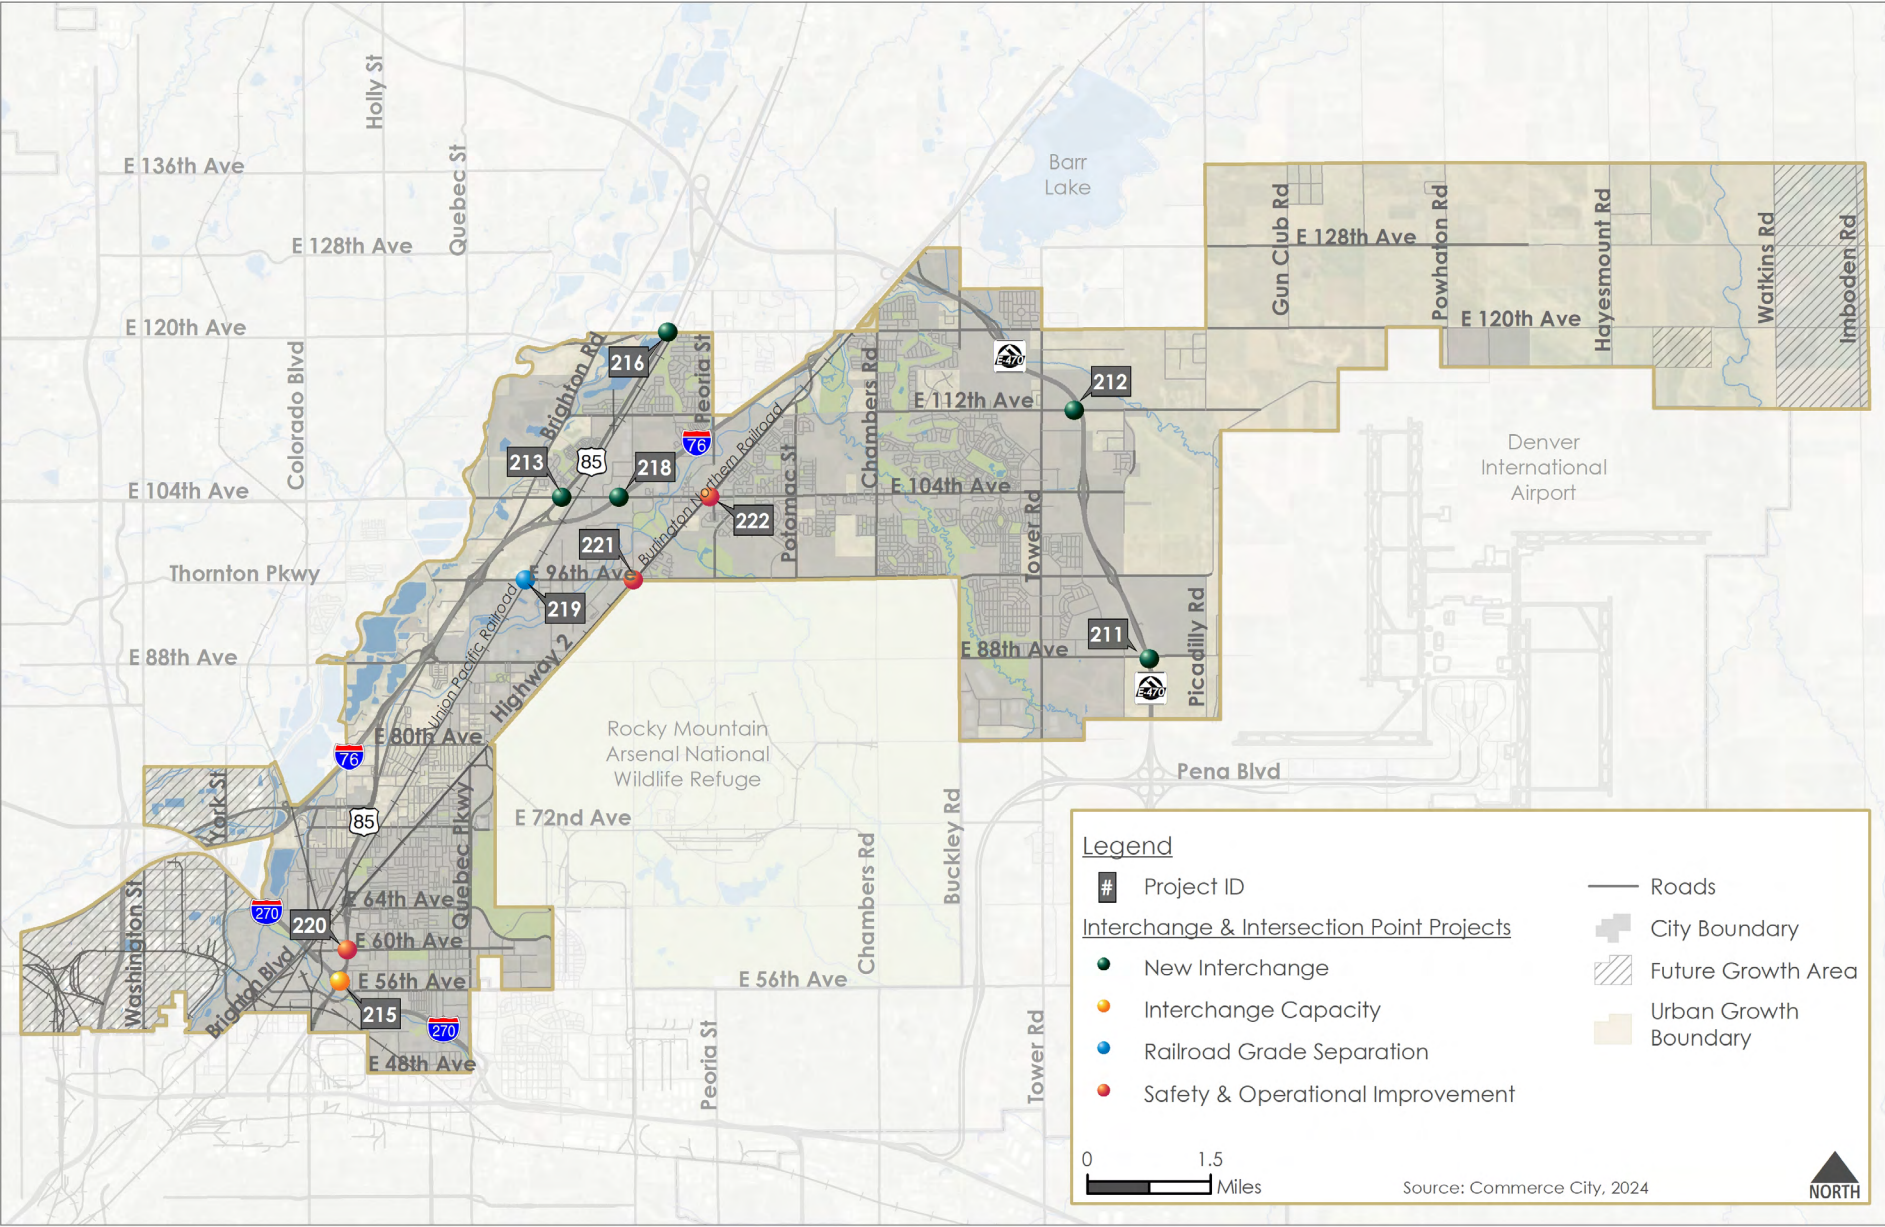 Holly St
Quebec St
E 136th Ave
Barr
Lake
E 128th Ave
Gun Club Rd
E 128th Ave
Powhaton Rd
Hayesmount Rd
Watkins Rd
Imboden Rd
E 120th Ave
E 120th Ave
Colorado Blvd
Brighton Rd
216
Peoria St
E-470
212
E 112th Ave
Chambers Rd
76
85
213
218
Burlington Northern Railroad
Potomac St
Denver
International
Airport
E 104th Ave
E 104th Ave
Tower Rd
222
221
Thornton Pkwy
E 96th Ave
219
Union Pacific Railroad
Highway 2
E 88th Ave
E 88th Ave
211
Picadilly Rd
E-470
Rocky Mountain
Arsenal National
Wildlife Refuge
E 80th Ave
76
Pena Blvd
York St
85
Quebec Pkwy
E 72nd Ave
Chambers Rd
Buckley Rd
Washington St
270
E 64th Ave
220
E 60th Ave
Brighton Blvd
E 56th Ave
E 56th Ave
215
270
E 48th Ave
Peoria St
Tower Rd
Legend
# Project ID
Interchange & Intersection Point Projects
New Interchange
Interchange Capacity
Railroad Grade Separation
Safety & Operational Improvement
Roads
City Boundary
Future Growth Area
Urban Growth
Boundary
0 1.5
Miles
Source: Commerce City, 2024
NORTH